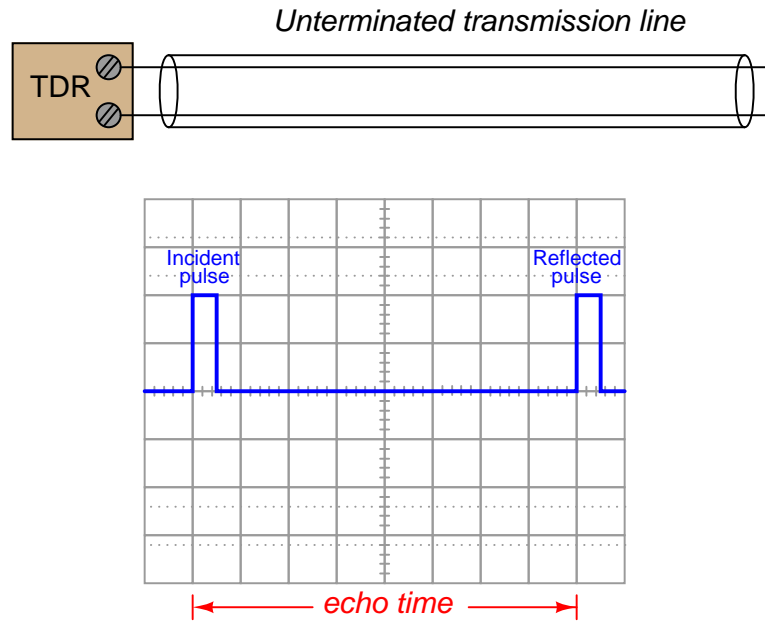 Unterminated transmission line
TDR
Incident
pulse
Reflected
pulse
echo time